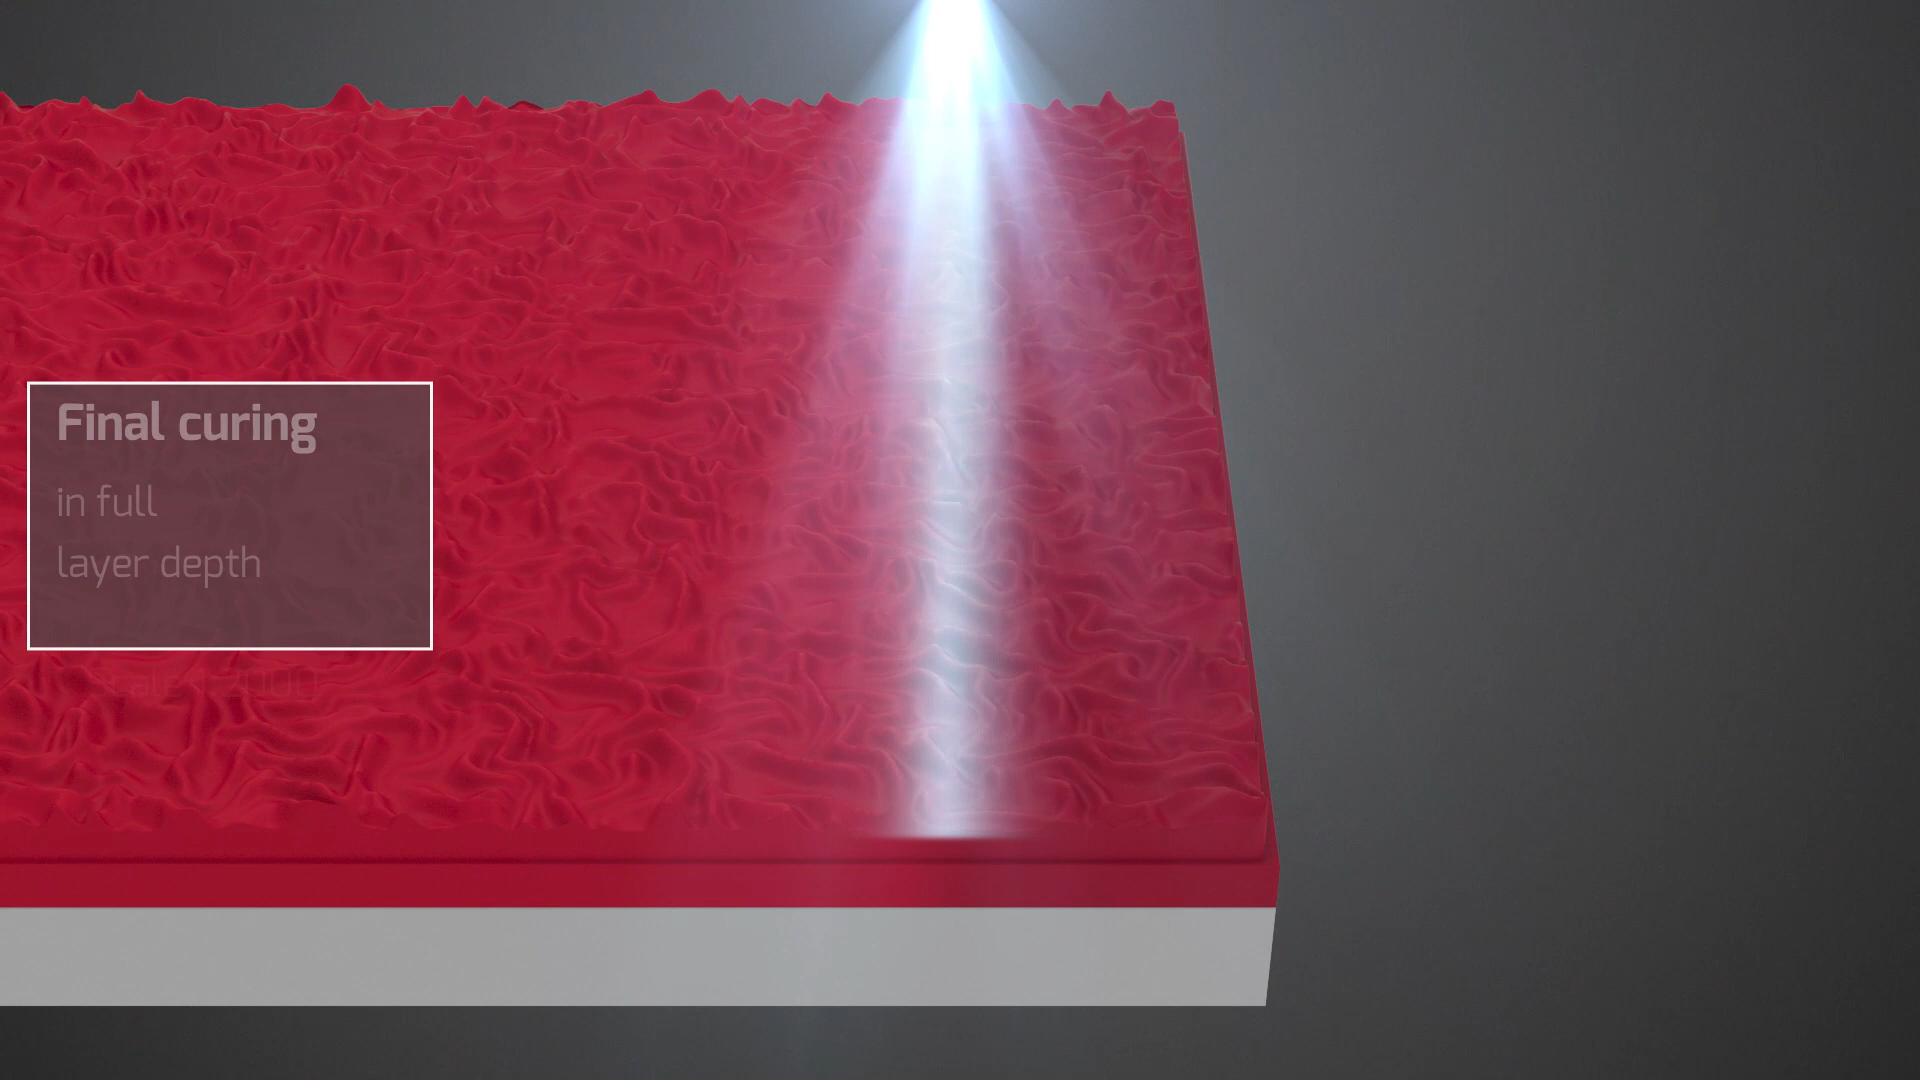 Final curing
in full
layer depth